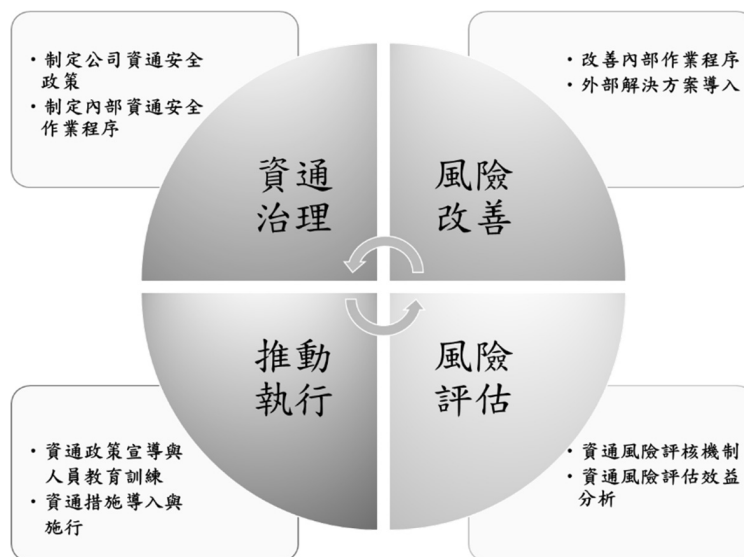 • 制定公司資通安全
政策
• 制定內部資通安全
作業程序
• 改善內部作業程序
• 外部解決方案導入
資通
治理
風險
改善
推動
執行
風險
評估
• 資通政策宣導與
人員教育訓練
• 資通措施導入與
施行
• 資通風險評核機制
• 資通風險評估效益
分析